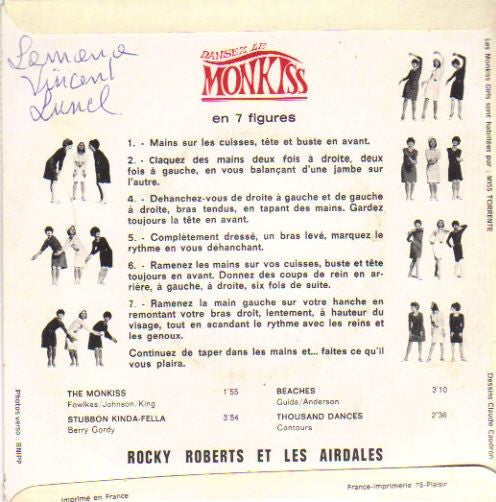 Vincent
Lunel
DANSEZ LE
MONKISS
en 7 figures
1. - Mains sur les cuisses, tête et buste en avant.
2. - Claquez des mains deux fois à droite, deux
fois à gauche, en vous balançant d'une jambe sur
l'autre.
4. - Dehanchez-vous de droite à gauche et de gauche
à droite, bras tendus, en tapant des mains. Gardez
toujours la tête en avant.
5. - Complètement dressé, un bras levé, marquez le
rythme en vous déhanchant.
6. - Ramenez les mains sur vos cuisses, buste et tête
toujours en avant. Donnez des coups de rein en ar-
rière, à gauche, à droite, six fois de suite.
7. - Ramenez la main gauche sur votre hanche en
remontant votre bras droit, lentement, à hauteur du
visage, tout en scandant le rythme avec les reins et
les genoux.
Continuez de taper dans les mains et... faites ce qu'il
vous plaira.
THE MONKISS 1'55
Fowlkes/Johnson/King
STUBBON KINDA-FELLA 3'54
Berry Gordy
BEACHES 3'10
Guida/Anderson
THOUSAND DANCES 2'36
Contours
ROCKY ROBERTS ET LES AIRDALES
Imprimé en France
France-Imprimerie 78-Plaisir
Photos verso : BNIPP
Les Monkiss Girls sont habillées par : MISS TORRENTE
Dessins Claude Caudron